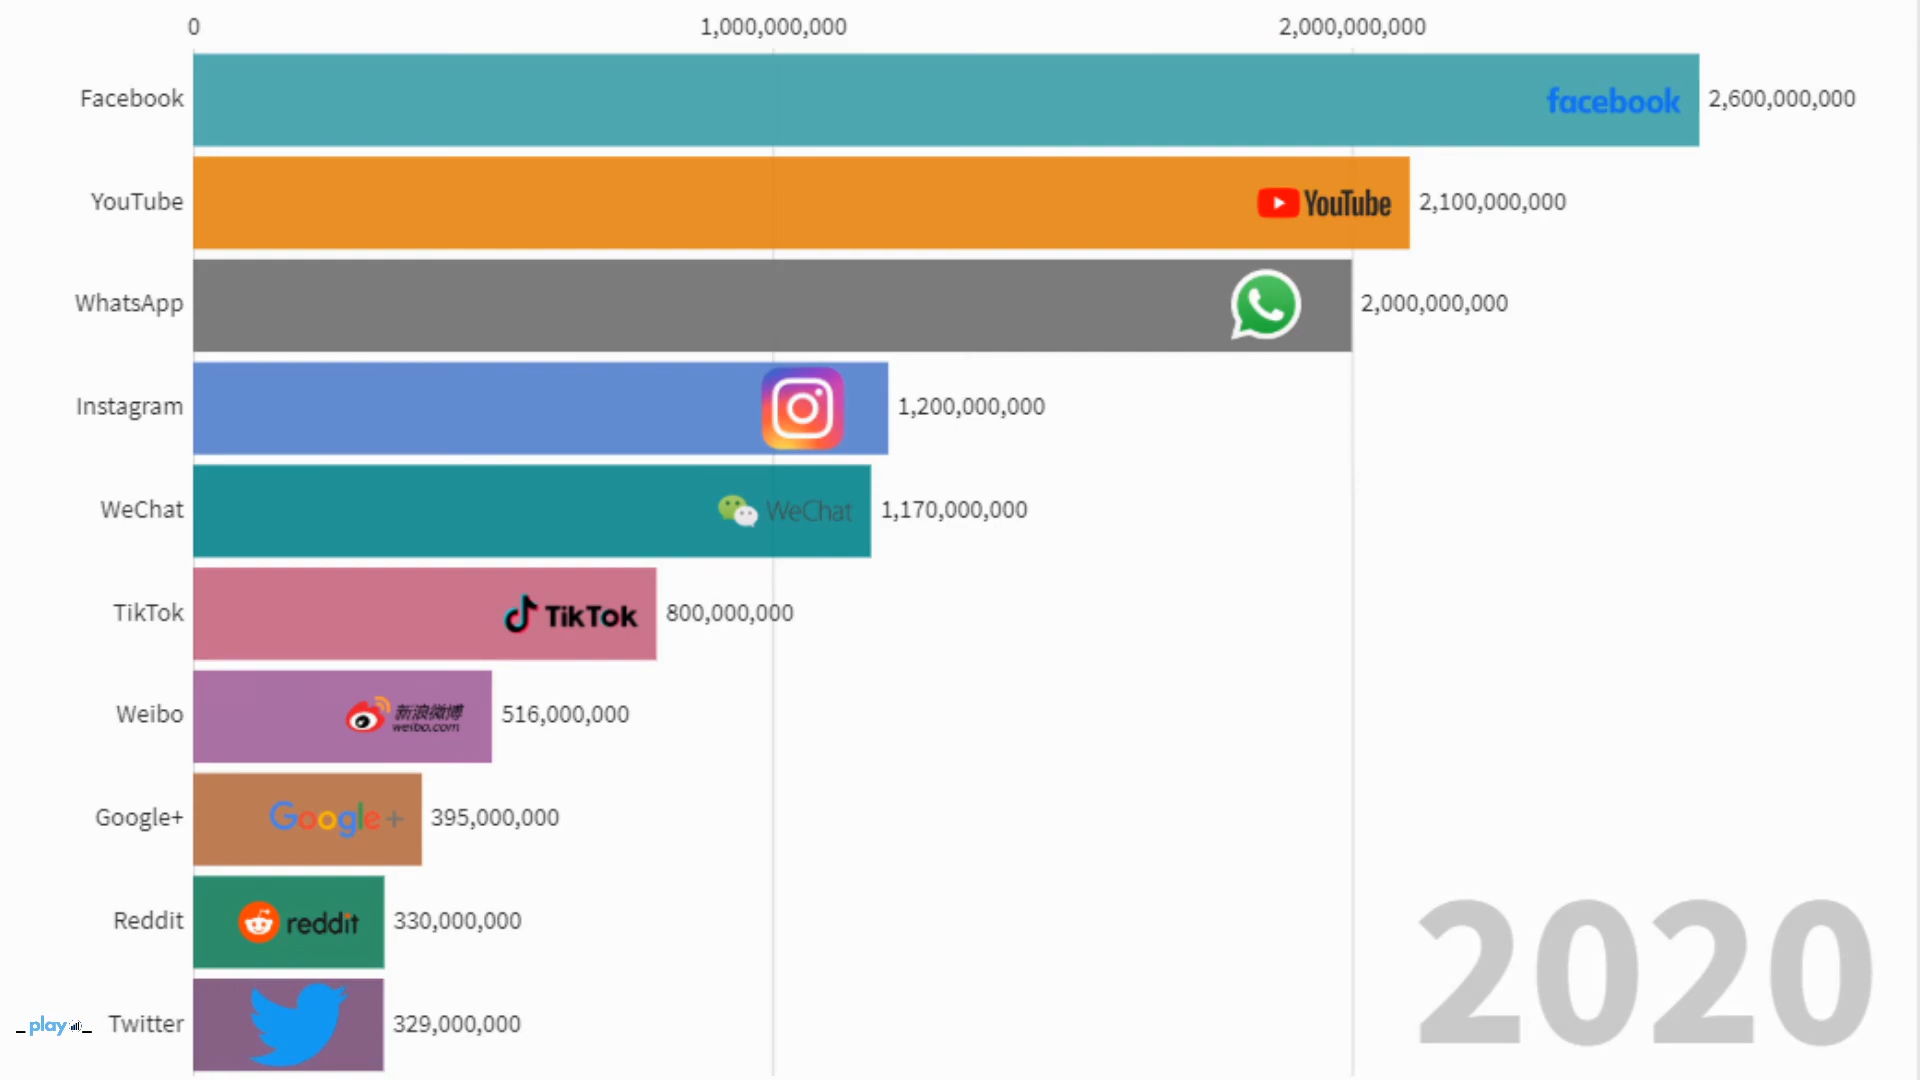 0 1,000,000,000 2,000,000,000
Facebook facebook 2,600,000,000
YouTube YouTube 2,100,000,000
WhatsApp 2,000,000,000
Instagram 1,200,000,000
WeChat WeChat 1,170,000,000
TikTok TikTok 800,000,000
Weibo 新浪微博 516,000,000
weibo.com
Google+ Google+ 395,000,000
Reddit reddit 330,000,000
Twitter 329,000,000
_ play _
2020